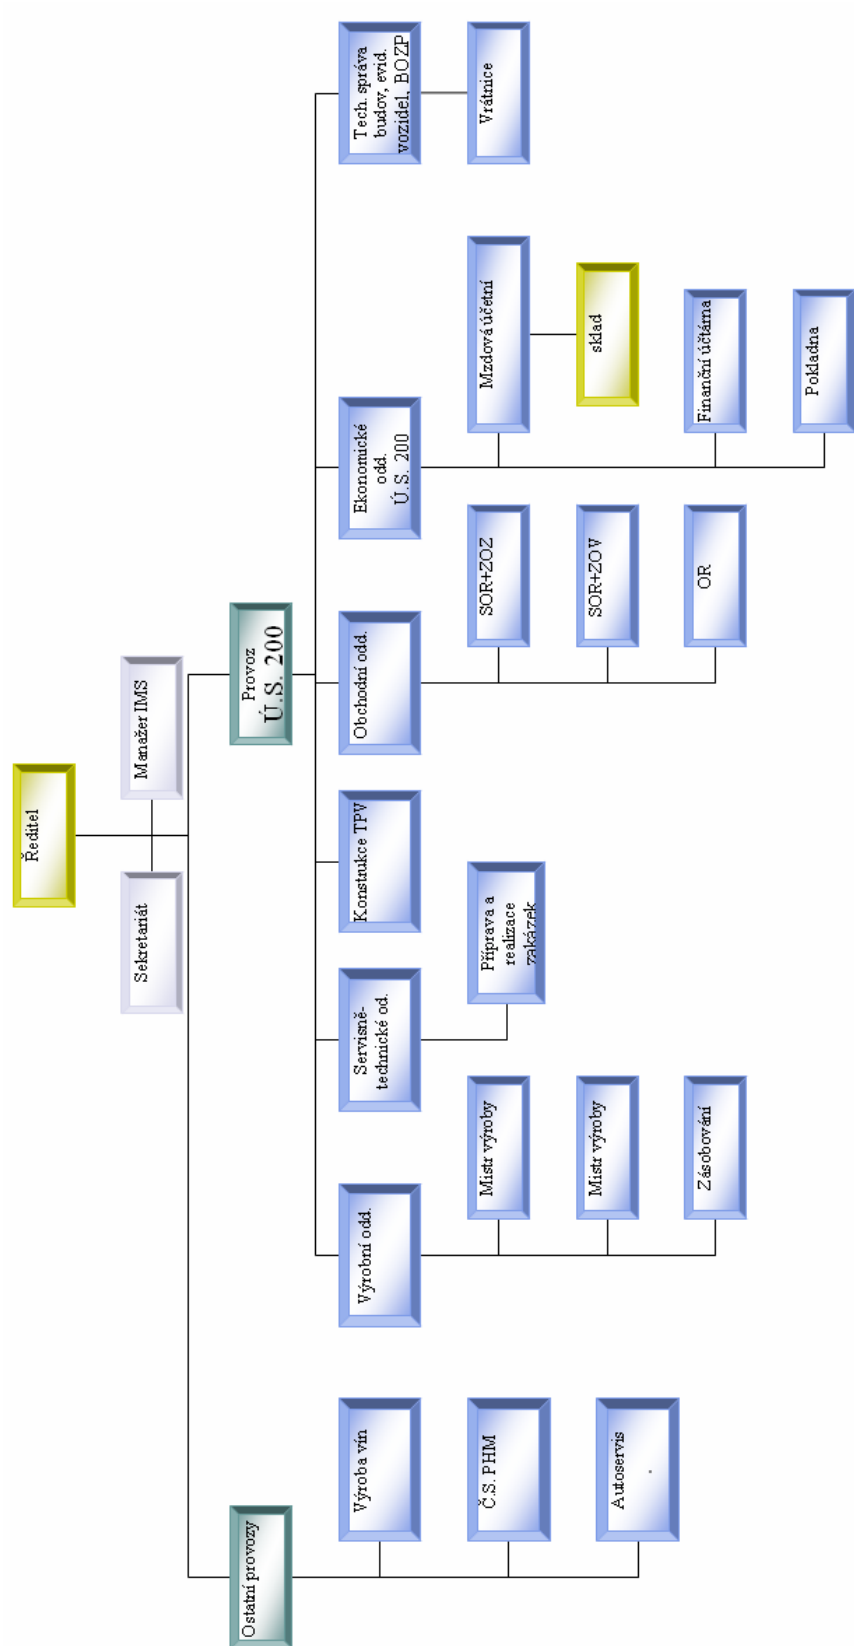 Ředitel
Sekretariát
Manažer IMS
Ostatní provozy
Provoz
Ú.S. 200
Výroba vín
Č.S. PHM
Autoservis
.
Výrobní odd.
Mistr výroby
Mistr výroby
Zásobování
Servisně-
technické od.
Příprava a
realizace
zakázek
Konstrukce TPV
Obchodní odd.
SOR+ZOZ
SOR+ZOV
OR
Ekonomické
odd.
Ú.S. 200
Mzdová účetní
sklad
Finanční účtárna
Pokladna
Tech. správa
budov, evid.
vozidel, BOZP
Vrátnice